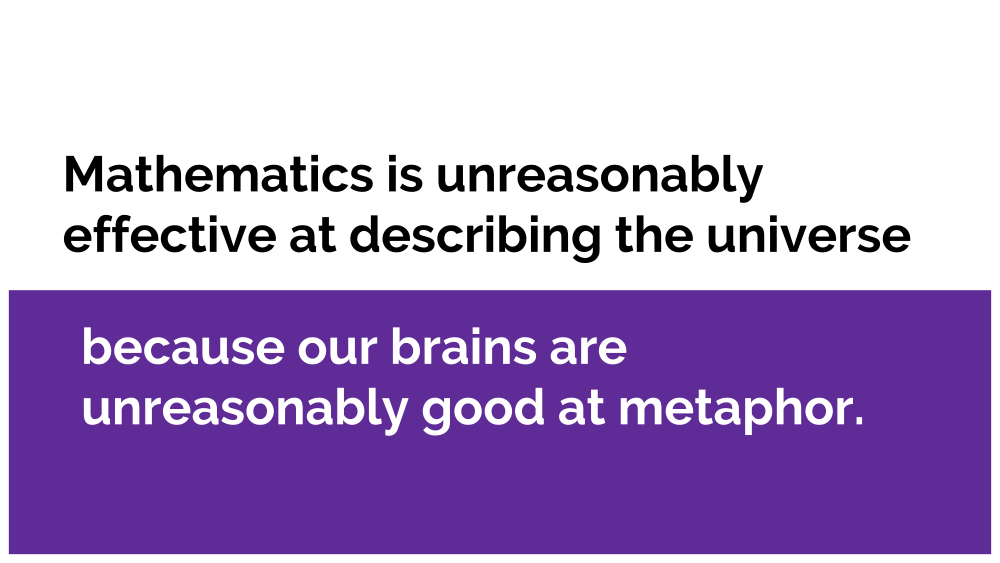 Mathematics is unreasonably
effective at describing the universe
because our brains are
unreasonably good at metaphor.